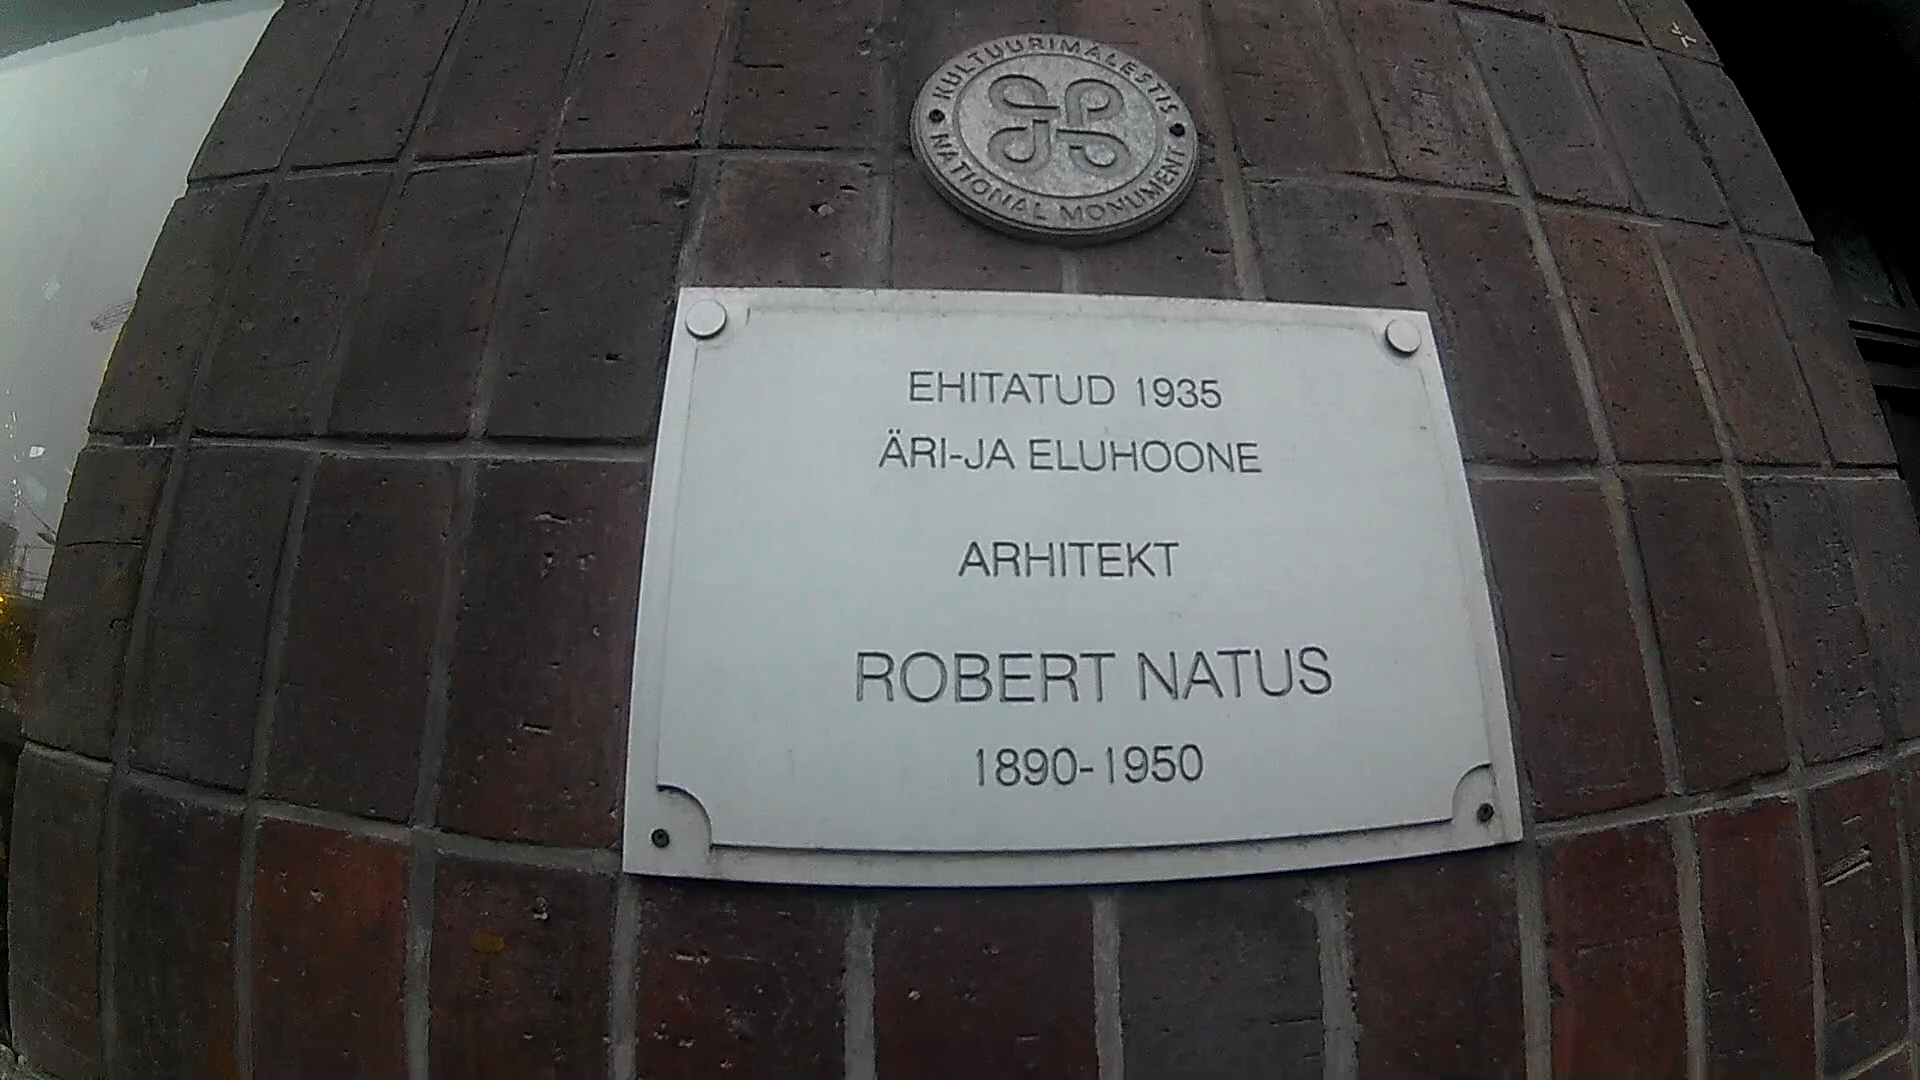 KULTUURIMÄLESTIS
NATIONAL MONUMENT
EHITATUD 1935
ÄRI-JA ELUHOONE
ARHITEKT
ROBERT NATUS
1890-1950